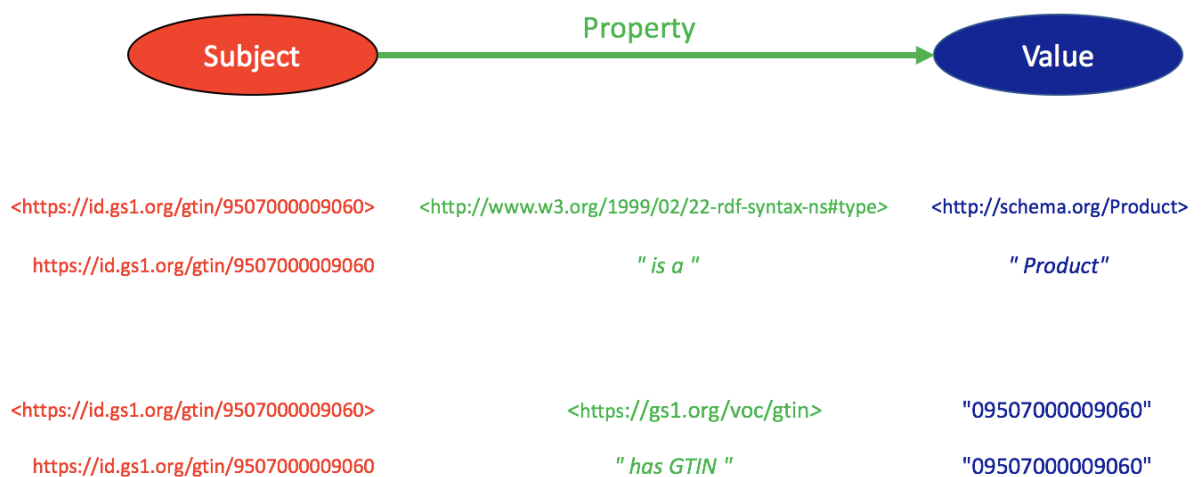 Property
Subject Value
<https://id.gs1.org/gtin/9507000009060> <http://www.w3.org/1999/02/22-rdf-syntax-ns#type> <http://schema.org/Product>
https://id.gs1.org/gtin/9507000009060 " is a " " Product"
<https://id.gs1.org/gtin/9507000009060> <https://gs1.org/voc/gtin> "09507000009060"
https://id.gs1.org/gtin/9507000009060 " has GTIN " "09507000009060"